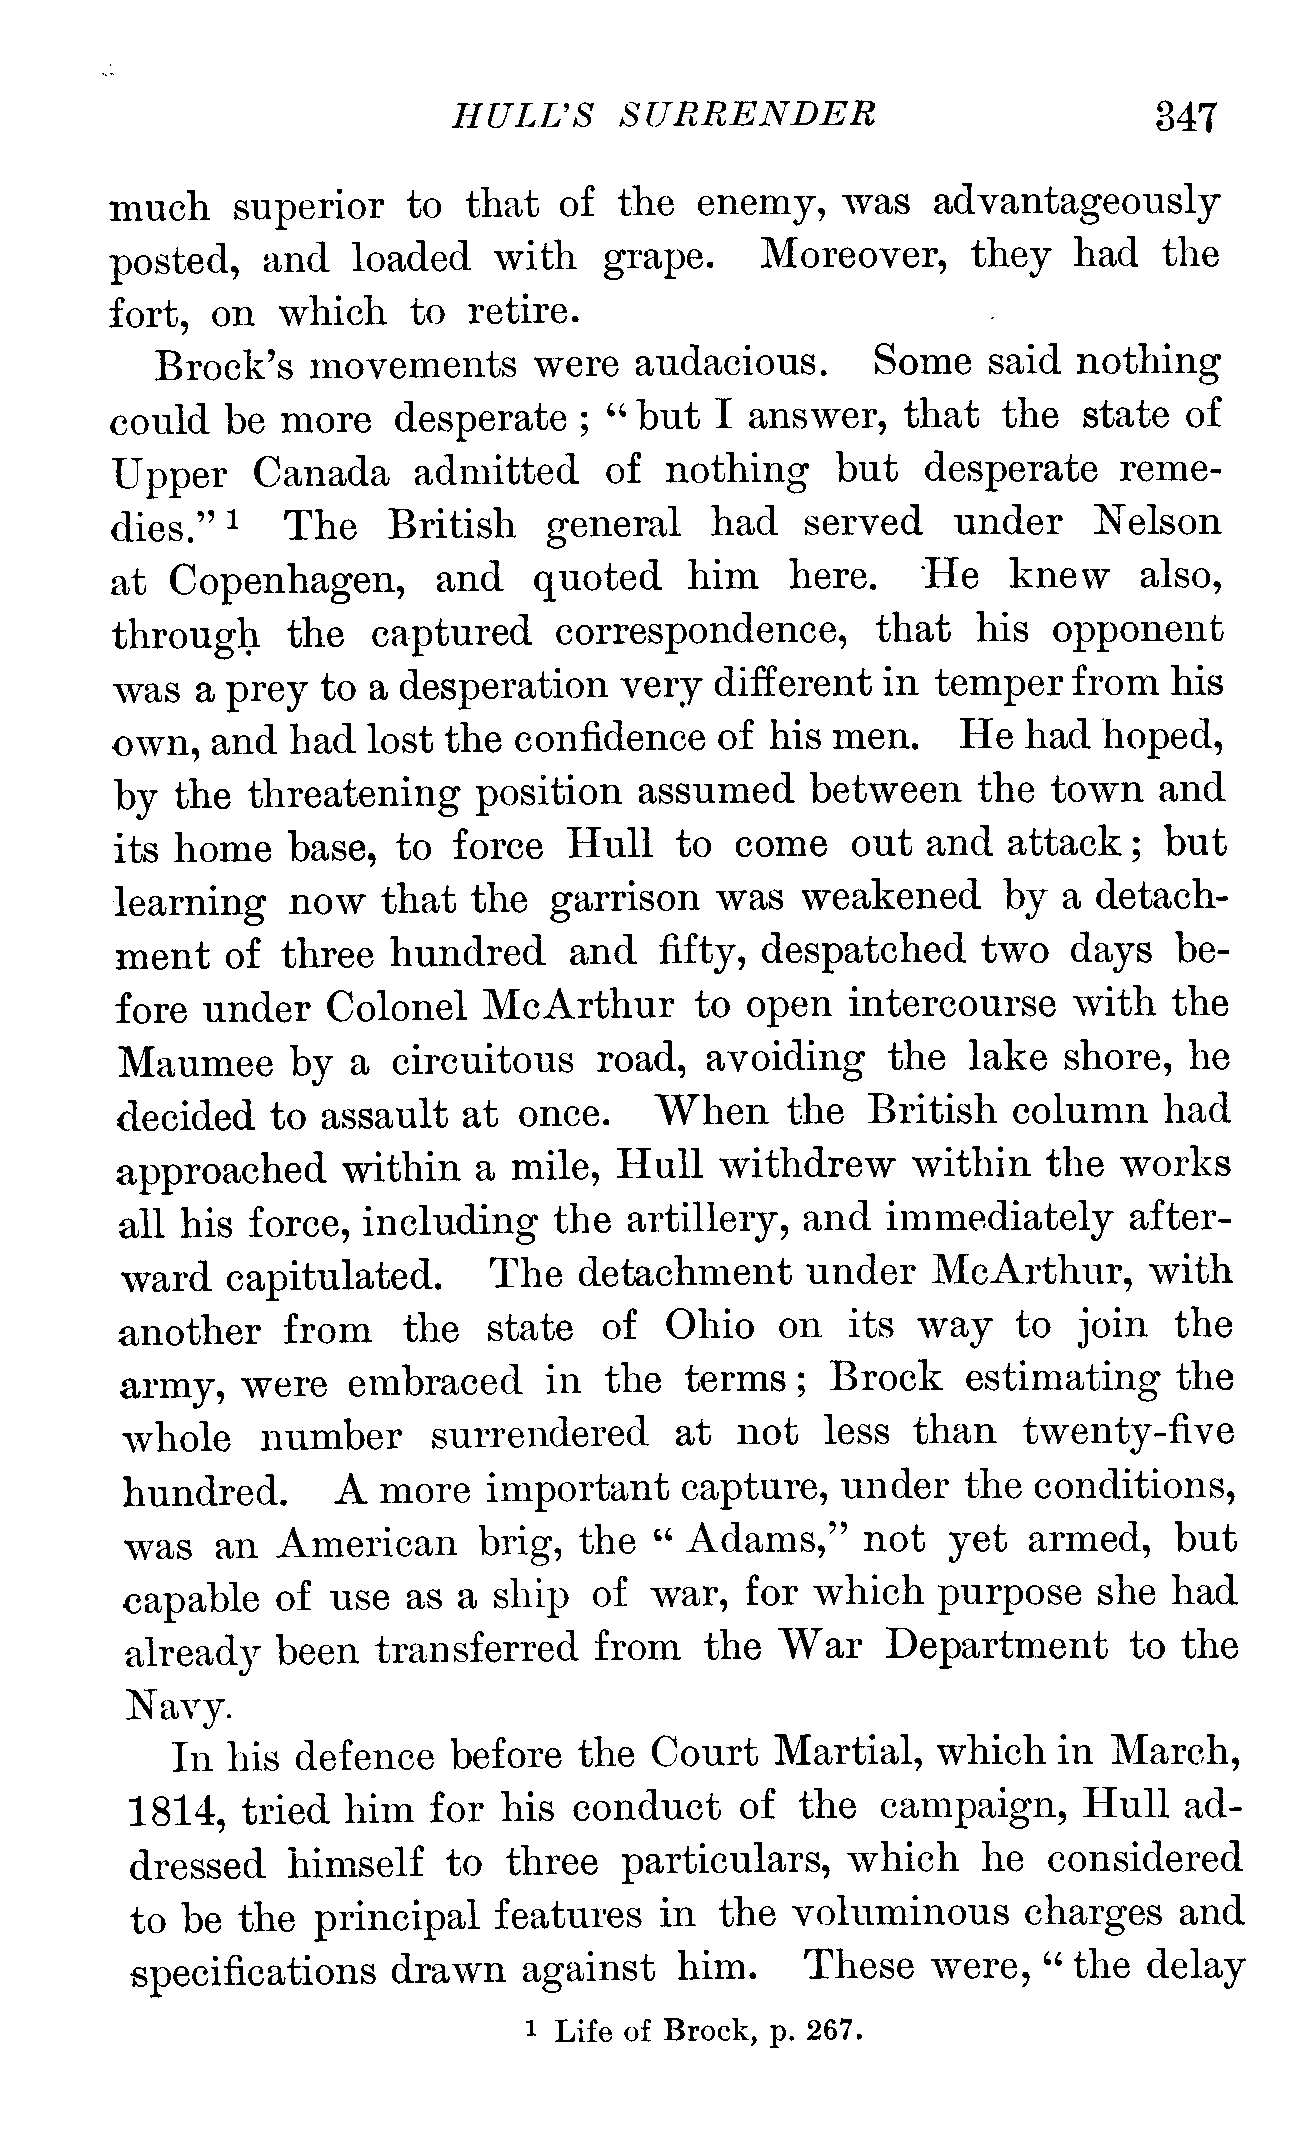 HULL'S SURRENDER 347
much superior to that of the enemy, was advantageously
posted, and loaded with grape. Moreover, they had the
fort, on which to retire.
Brock's movements were audacious. Some said nothing
could be more desperate ; “ but I answer, that the state of
Upper Canada admitted of nothing but desperate reme-
dies.” 1 The British general had served under Nelson
at Copenhagen, and quoted him here. He knew also,
through the captured correspondence, that his opponent
was a prey to a desperation very different in temper from his
own, and had lost the confidence of his men. He had hoped,
by the threatening position assumed between the town and
its home base, to force Hull to come out and attack ; but
learning now that the garrison was weakened by a detach-
ment of three hundred and fifty, despatched two days be-
fore under Colonel McArthur to open intercourse with the
Maumee by a circuitous road, avoiding the lake shore, he
decided to assault at once. When the British column had
approached within a mile, Hull withdrew within the works
all his force, including the artillery, and immediately after-
ward capitulated. The detachment under McArthur, with
another from the state of Ohio on its way to join the
army, were embraced in the terms ; Brock estimating the
whole number surrendered at not less than twenty-five
hundred. A more important capture, under the conditions,
was an American brig, the “ Adams,” not yet armed, but
capable of use as a ship of war, for which purpose she had
already been transferred from the War Department to the
Navy.
In his defence before the Court Martial, which in March,
1814, tried him for his conduct of the campaign, Hull ad-
dressed himself to three particulars, which he considered
to be the principal features in the voluminous charges and
specifications drawn against him. These were, “ the delay
1 Life of Brock, p. 267.